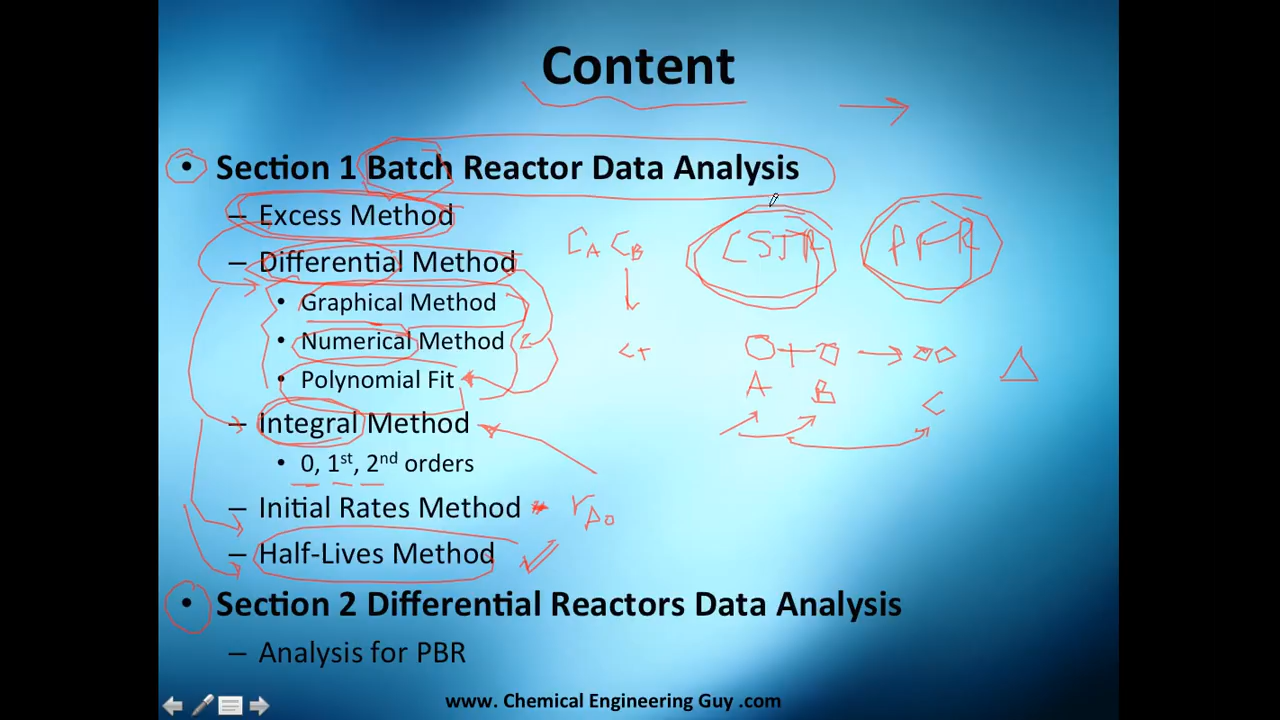 Content
• Section 1 Batch Reactor Data Analysis
– Excess Method
CA CB
CSTR
PFR
– Differential Method
• Graphical Method
• Numerical Method
• Polynomial Fit
A
B
C
– Integral Method
• 0, 1st, 2nd orders
– Initial Rates Method
rAo
– Half-Lives Method
• Section 2 Differential Reactors Data Analysis
– Analysis for PBR
www. Chemical Engineering Guy .com